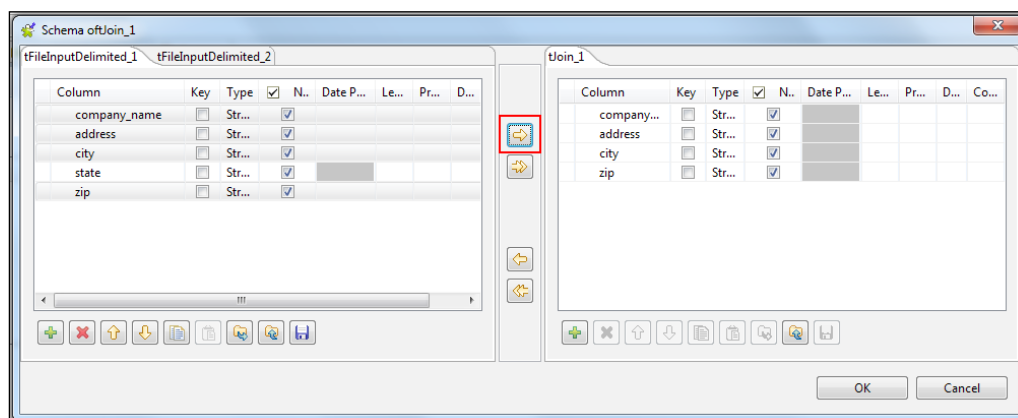 Schema oftJoin_1
tFileInputDelimited_1 tFileInputDelimited_2 tJoin_1
Column Key Type N.. Date P... Le... Pr... D... Column Key Type N.. Date P... Le... Pr... D... Co...
company_name Str... company... Str...
address Str... address Str...
city Str... city Str...
state Str... zip Str...
zip Str...
OK Cancel